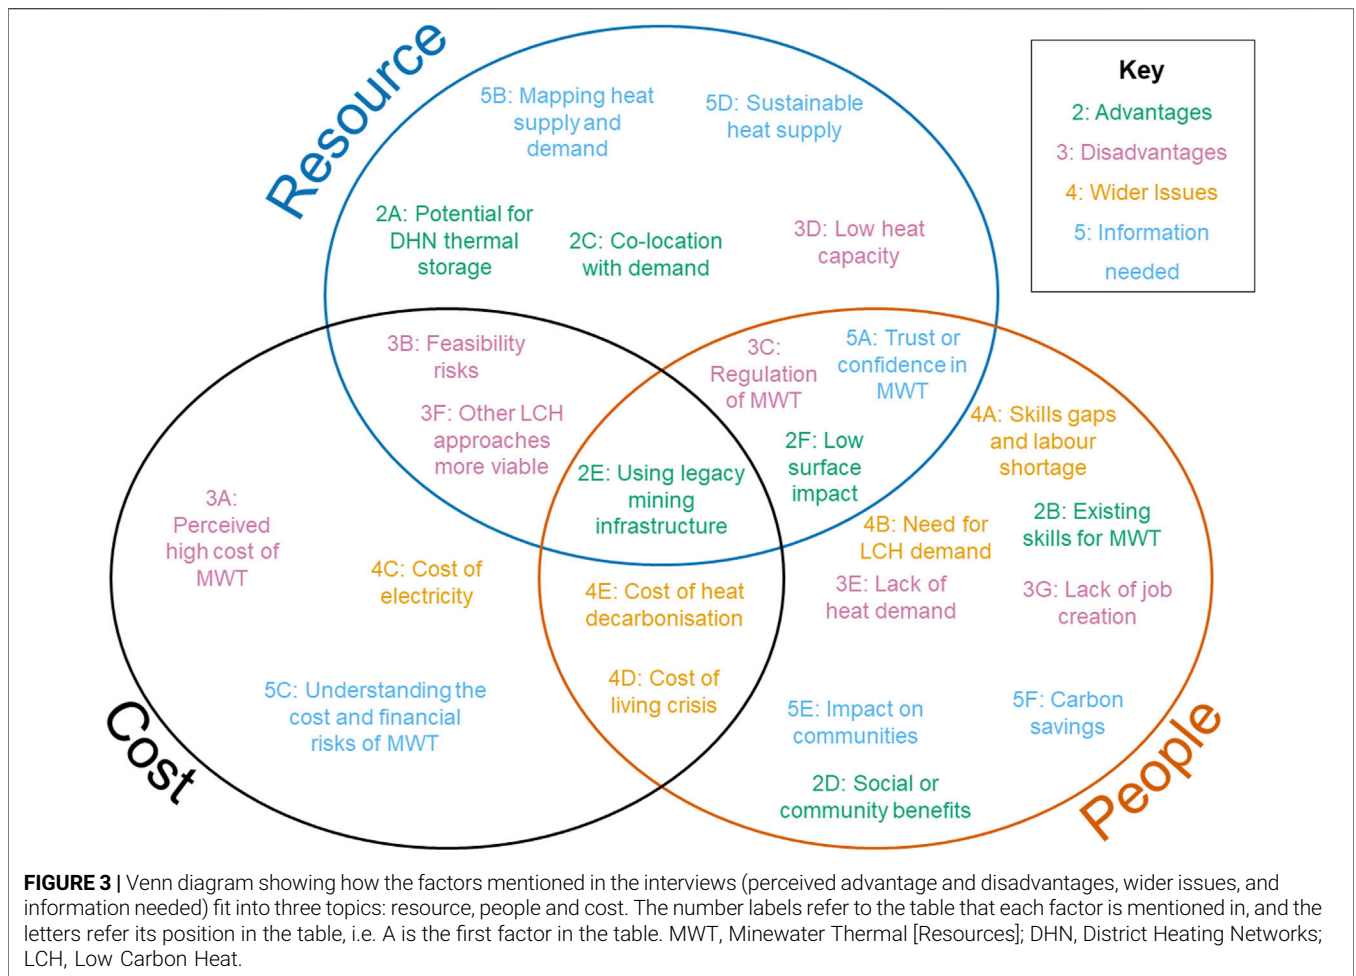 Resource
5B: Mapping heat
supply and
demand
5D: Sustainable
heat supply
Key
2: Advantages
3: Disadvantages
4: Wider Issues
5: Information
needed
2A: Potential for
DHN thermal
storage
2C: Co-location
with demand
3D: Low heat
capacity
3B: Feasibility
risks
3F: Other LCH
approaches
more viable
3C:
Regulation
of MWT
5A: Trust or
confidence in
MWT
2F: Low
surface
impact
2E: Using legacy
mining
infrastructure
4A: Skills gaps
and labour
shortage
2B: Existing
skills for MWT
4B: Need for
LCH demand
3E: Lack of
heat demand
3G: Lack of job
creation
3A:
Perceived
high cost of
MWT
4C: Cost of
electricity
4E: Cost of heat
decarbonisation
4D: Cost of
living crisis
5C: Understanding the
cost and financial
risks of MWT
5E: Impact on
communities
5F: Carbon
savings
2D: Social or
community benefits
Cost
People
FIGURE 3 | Venn diagram showing how the factors mentioned in the interviews (perceived advantage and disadvantages, wider issues, and
information needed) fit into three topics: resource, people and cost. The number labels refer to the table that each factor is mentioned in, and the
letters refer its position in the table, i.e. A is the first factor in the table. MWT, Minewater Thermal [Resources]; DHN, District Heating Networks;
LCH, Low Carbon Heat.